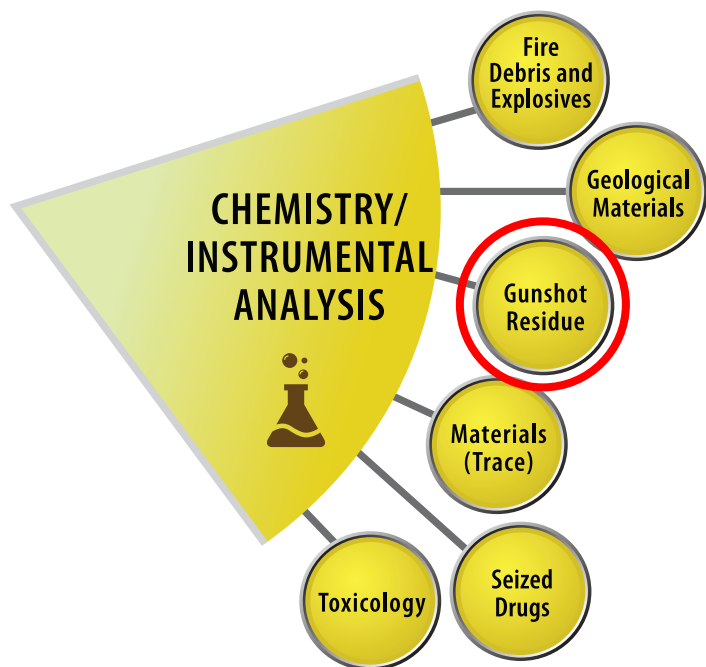 Fire
Debris and
Explosives
Geological
Materials
CHEMISTRY/
INSTRUMENTAL
ANALYSIS
Gunshot
Residue
Materials
(Trace)
Seized
Drugs
Toxicology